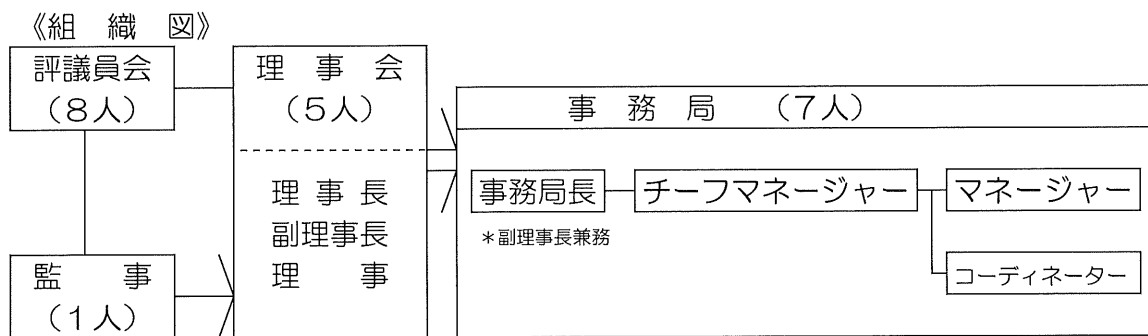 《組織図》
評議員会
（8人）
理事会
（5人）
理事長
副理事長
理事
監事
（1人）
事務局 （7人）
事務局長
＊副理事長兼務
チーフマネージャー
マネージャー
コーディネーター